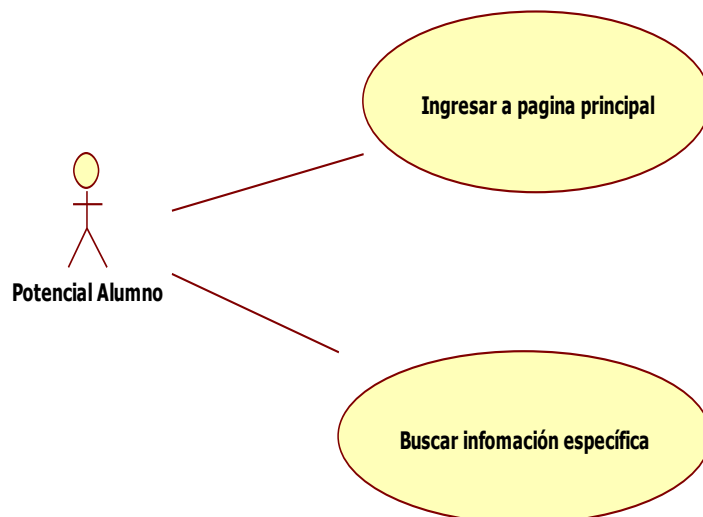 Ingresar a pagina principal
Potencial Alumno
Buscar infomación específica